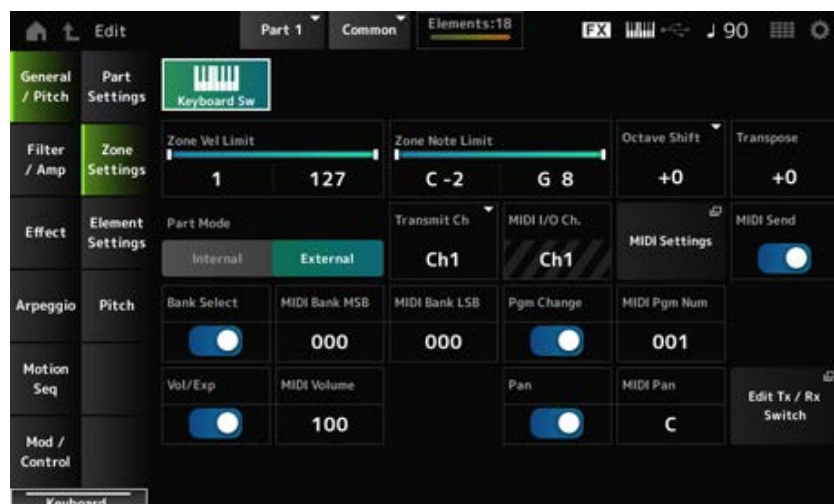 Edit
Part 1
Common
Elements:18
FX
90
General / Pitch
Part Settings
Keyboard Sw
Filter / Amp
Zone Settings
Zone Vel Limit
1
127
Zone Note Limit
C -2
G 8
Octave Shift
+0
Transpose
+0
Effect
Element Settings
Part Mode
Internal
External
Transmit Ch
Ch1
MIDI I/O Ch.
Ch1
MIDI Settings
MIDI Send
Arpeggio
Pitch
Bank Select
MIDI Bank MSB
000
MIDI Bank LSB
000
Pgm Change
MIDI Pgm Num
001
Motion Seq
Vol/Exp
MIDI Volume
100
Pan
MIDI Pan
C
Edit Tx / Rx Switch
Mod / Control
Keyboard